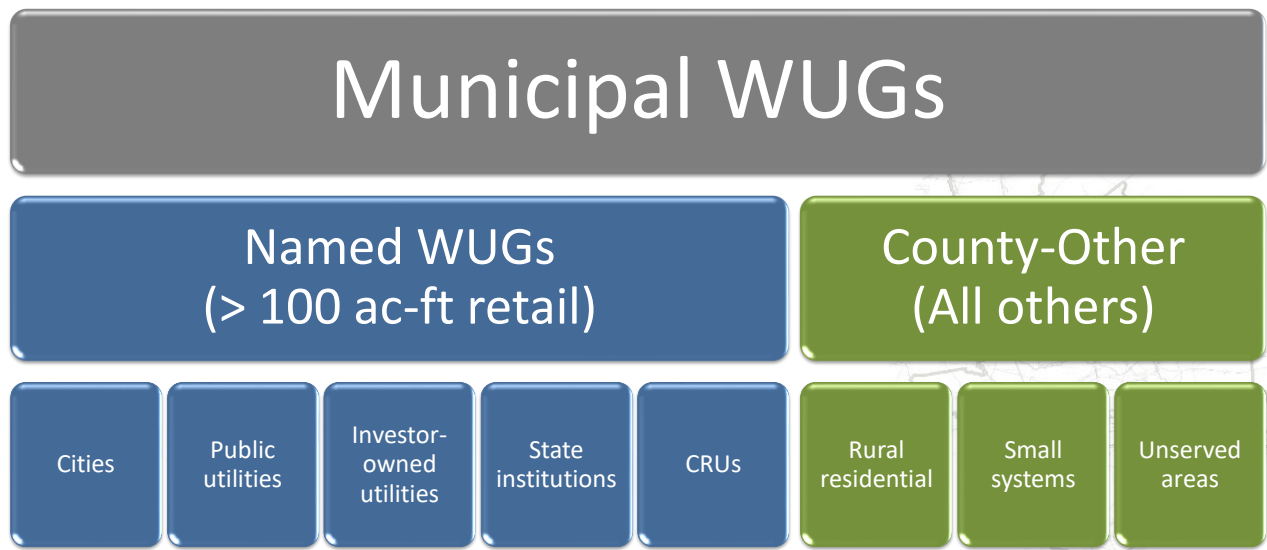 Municipal WUGs
Named WUGs
(> 100 ac-ft retail)
County-Other
(All others)
Cities
Public
utilities
Investor-
owned
utilities
State
institutions
CRUs
Rural
residential
Small
systems
Unserved
areas